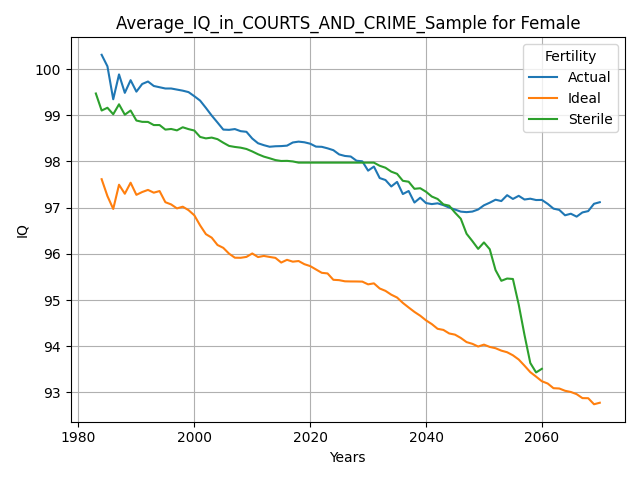 Average_IQ_in_COURTS_AND_CRIME_Sample for Female
Fertility
Actual
Ideal
Sterile
IQ
100
99
98
97
96
95
94
93
1980
2000
2020
2040
2060
Years